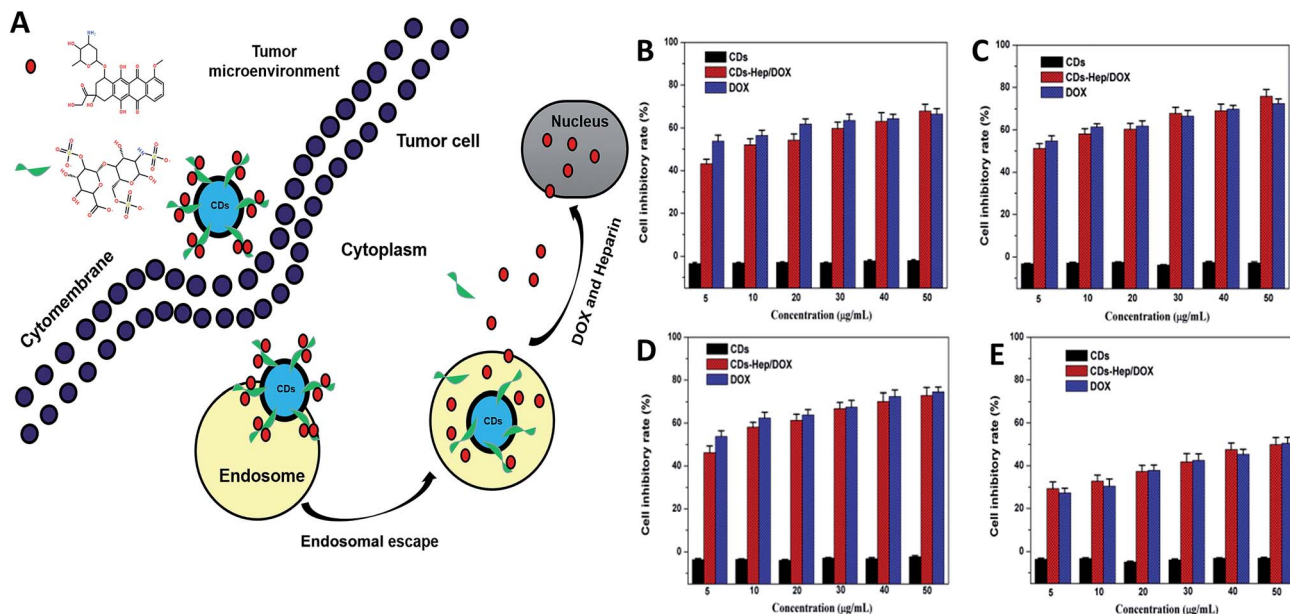 A
Tumor
microenvironment
Tumor cell
Nucleus
CDs
Cytoplasm
Cytomembrane
DOX and Heparin
CDs
CDs
Endosome
Endosomal escape
B
CDs
CDs-Hep/DOX
DOX
Cell inhibitory rate (%)
100
80
60
40
20
0
5 10 20 30 40 50
Concentration (µg/mL)
C
CDs
CDs-Hep/DOX
DOX
Cell inhibitory rate (%)
100
80
60
40
20
0
5 10 20 30 40 50
Concentration (µg/mL)
D
CDs
CDs-Hep/DOX
DOX
Cell inhibitory rate (%)
100
80
60
40
20
0
5 10 20 30 40 50
Concentration (µg/mL)
E
CDs
CDs-Hep/DOX
DOX
Cell inhibitory rate (%)
100
80
60
40
20
0
5 10 20 30 40 50
Concentration (µg/mL)